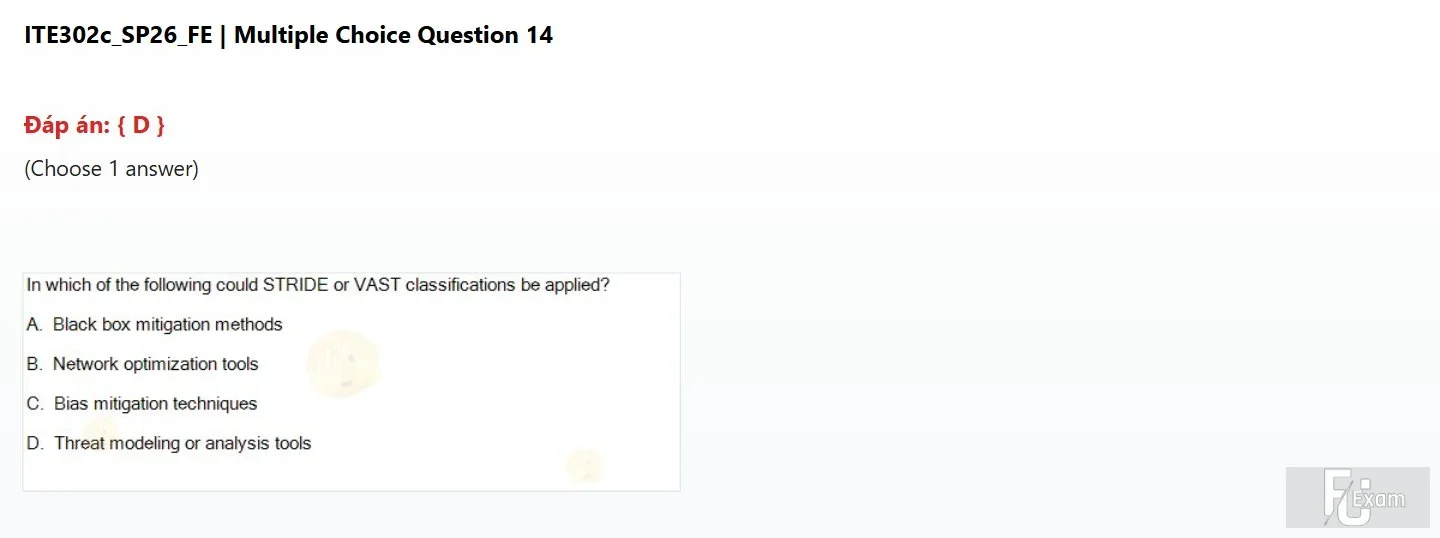 ITE302c_SP26_FE | Multiple Choice Question 14
Đáp án: { D }
(Choose 1 answer)
In which of the following could STRIDE or VAST classifications be applied?
A. Black box mitigation methods
B. Network optimization tools
C. Bias mitigation techniques
D. Threat modeling or analysis tools
FU Exam